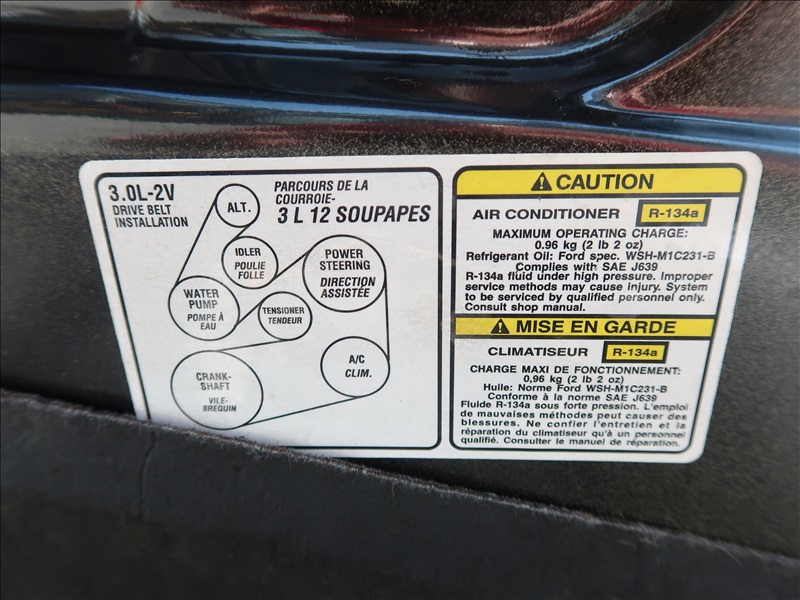 3.0L-2V
DRIVE BELT
INSTALLATION
PARCOURS DE LA
COURROIE-
3 L 12 SOUPAPES
ALT.
IDLER
POULIE
FOLLE
POWER
STEERING
DIRECTION
ASSISTÉE
WATER
PUMP
POMPE À
EAU
TENSIONER
TENDEUR
A/C
CLIM.
CRANK-
SHAFT
VILE-
BREQUIN
CAUTION
AIR CONDITIONER R-134a
MAXIMUM OPERATING CHARGE:
0.96 kg (2 lb 2 oz)
Refrigerant Oil: Ford spec. WSH-M1C231-B
Complies with SAE J639
R-134a fluid under high pressure. Improper
service methods may cause injury. System
to be serviced by qualified personnel only.
Consult shop manual.
MISE EN GARDE
CLIMATISEUR R-134a
CHARGE MAXI DE FONCTIONNEMENT:
0,96 kg (2 lb 2 oz)
Huile: Norme Ford WSH-M1C231-B
Conforme à la norme SAE J639
Fluide R-134a sous forte pression. L'emploi
de mauvaises méthodes peut causer des
blessures. Ne confier l'entretien et la
réparation du climatiseur qu'à un personnel
qualifié. Consulter le manuel de réparation.